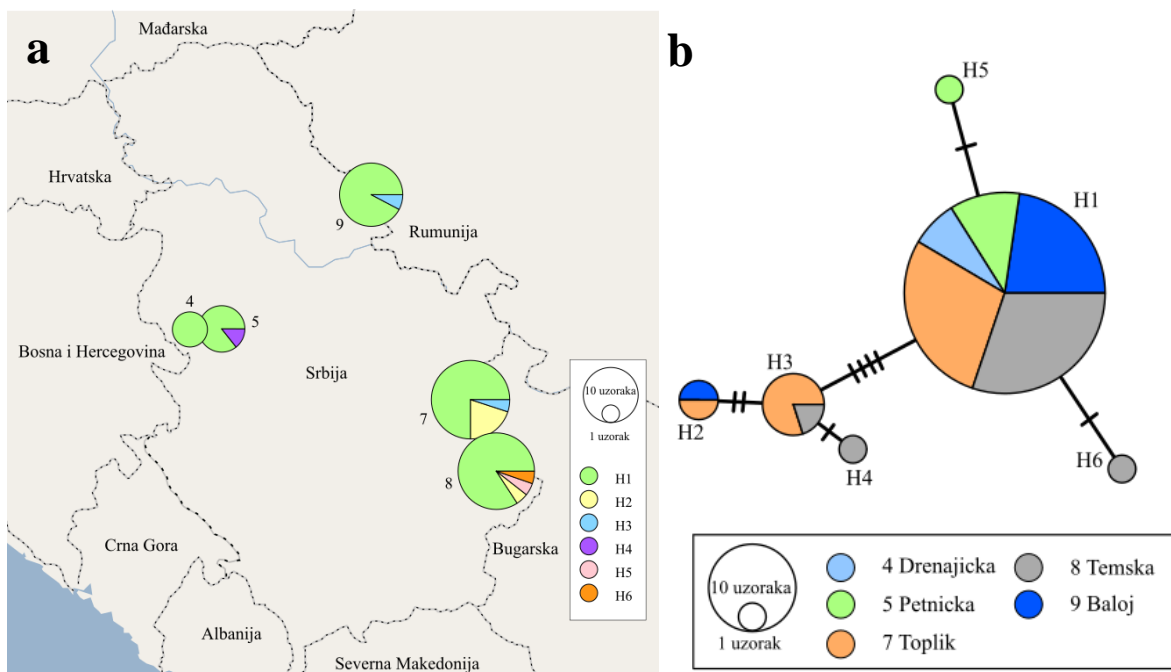 a
Mađarska
Hrvatska
9
Rumunija
4
5
Bosna i Hercegovina
Srbija
7
8
Crna Gora
Bugarska
Albanija
Severna Makedonija
10 uzoraka
1 uzorak
H1
H2
H3
H4
H5
H6
b
H5
H1
H3
H2
H4
H6
10 uzoraka
1 uzorak
4 Drenajicka
5 Petnicka
7 Toplik
8 Temska
9 Baloj